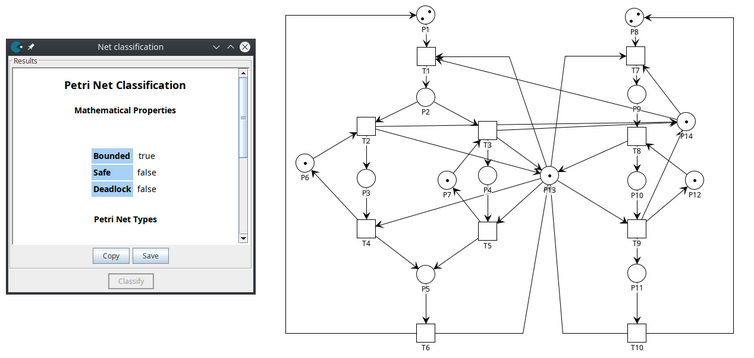 Net classification
Results
Petri Net Classification
Mathematical Properties
Bounded true
Safe false
Deadlock false
Petri Net Types
Copy Save
Classify
P1
P8
T1
T7
P2
P9
P14
T2
T3
T8
P6
P3
P7
P4
P13
P10
P12
T4
T5
T9
P5
P11
T6
T10